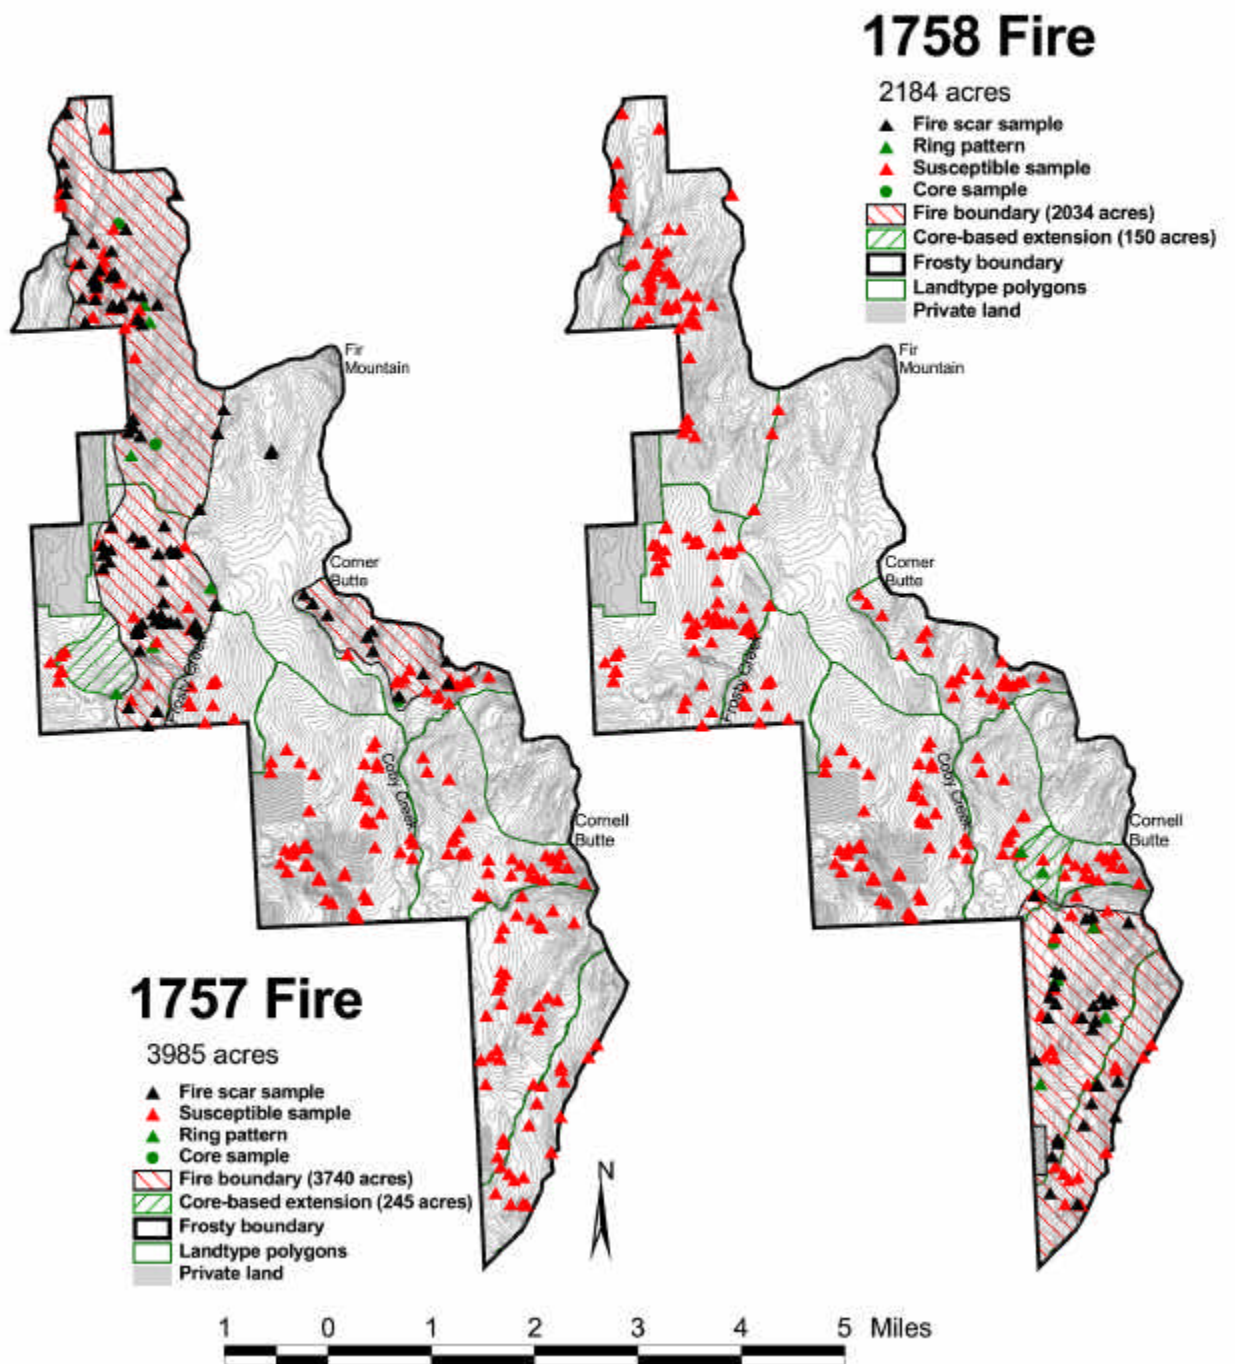 1758 Fire
2184 acres
Fire scar sample
Ring pattern
Susceptible sample
Core sample
Fire boundary (2034 acres)
Core-based extension (150 acres)
Frosty boundary
Landtype polygons
Private land
Fir
Mountain
Fir
Mountain
Corner
Butte
Corner
Butte
Frosty Creek
Frosty Creek
Coby Creek
Coby Creek
Cornell
Butte
Cornell
Butte
1757 Fire
3985 acres
Fire scar sample
Susceptible sample
Ring pattern
Core sample
Fire boundary (3740 acres)
Core-based extension (245 acres)
Frosty boundary
Landtype polygons
Private land
N
1 0 1 2 3 4 5 Miles